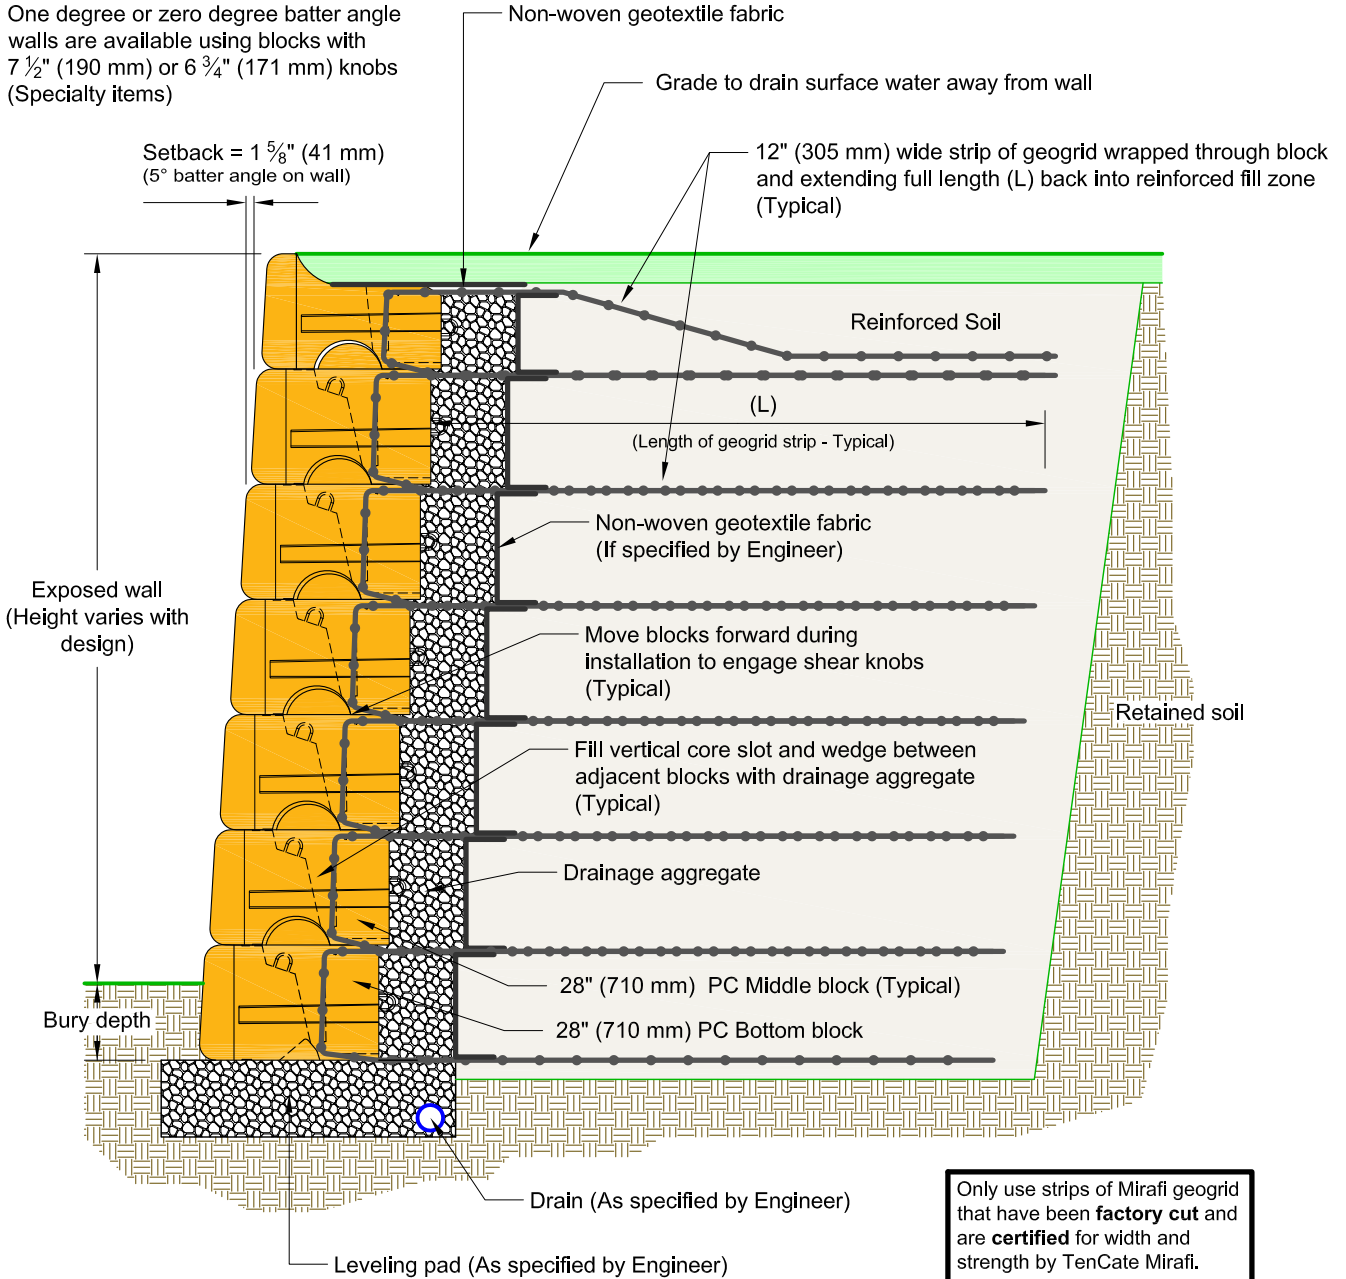 One degree or zero degree batter angle
walls are available using blocks with
7 ½" (190 mm) or 6 ¾" (171 mm) knobs
(Specialty items)
Non-woven geotextile fabric
Grade to drain surface water away from wall
Setback = 1 ⅝" (41 mm)
(5° batter angle on wall)
12" (305 mm) wide strip of geogrid wrapped through block
and extending full length (L) back into reinforced fill zone
(Typical)
Reinforced Soil
(L)
(Length of geogrid strip - Typical)
Non-woven geotextile fabric
(If specified by Engineer)
Exposed wall
(Height varies with
design)
Move blocks forward during
installation to engage shear knobs
(Typical)
Retained soil
Fill vertical core slot and wedge between
adjacent blocks with drainage aggregate
(Typical)
Drainage aggregate
28" (710 mm) PC Middle block (Typical)
Bury depth
28" (710 mm) PC Bottom block
Drain (As specified by Engineer)
Leveling pad (As specified by Engineer)
Only use strips of Mirafi geogrid
that have been factory cut and
are certified for width and
strength by TenCate Mirafi.